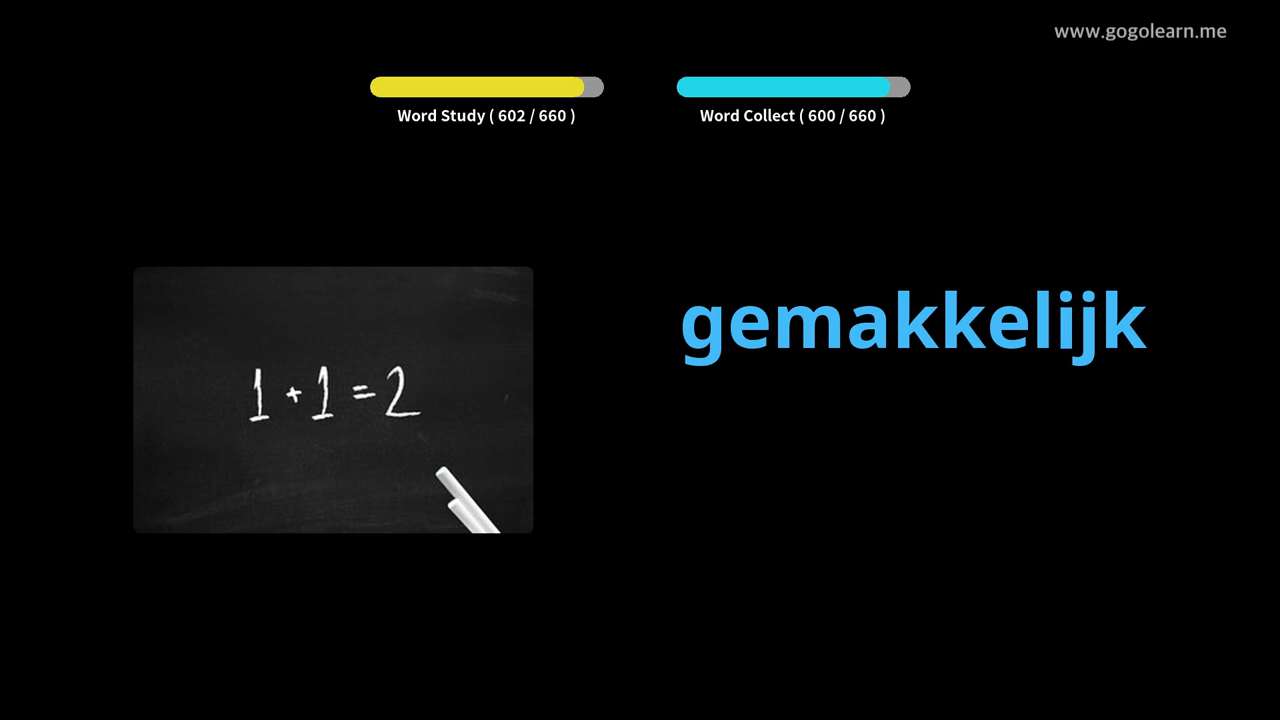 www.gogolearn.me
Word Study ( 602 / 660 )
Word Collect ( 600 / 660 )
gemakkelijk
1 + 1 = 2